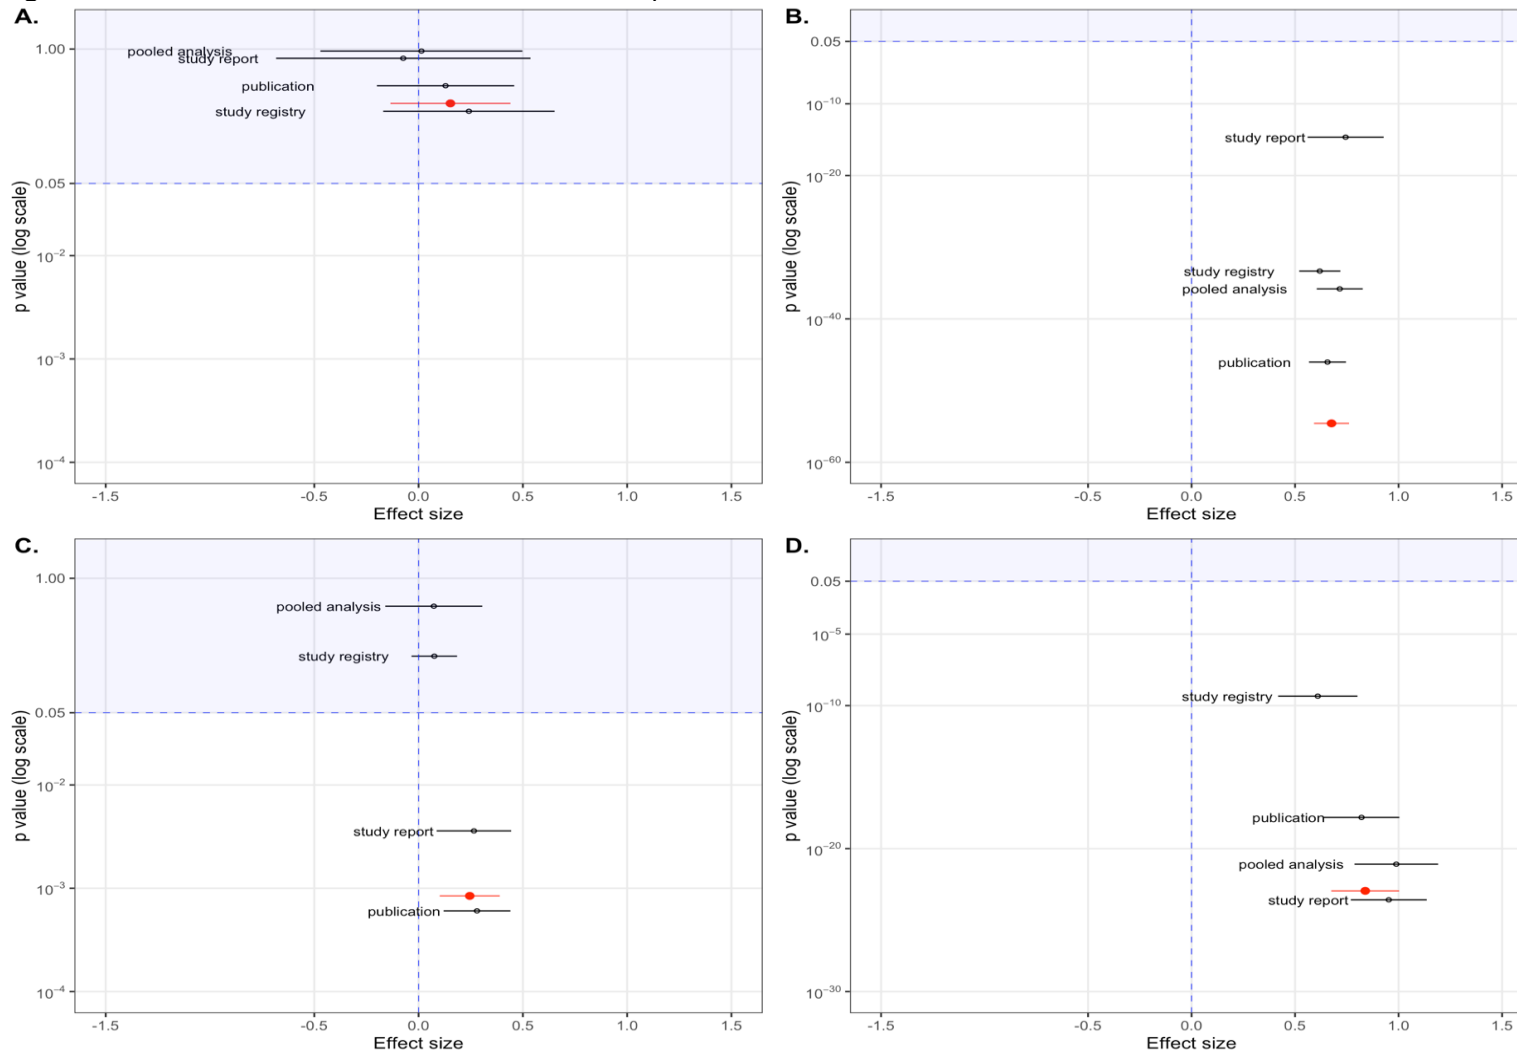 A.
1.00
pooled analysis
study report
publication
study registry
0.05
10⁻²
10⁻³
10⁻⁴
p value (log scale)
-1.5
-0.5
0.0
0.5
1.0
1.5
Effect size
B.
0.05
10⁻¹⁰
study report
10⁻²⁰
study registry
pooled analysis
10⁻⁴⁰
publication
10⁻⁶⁰
p value (log scale)
-1.5
-0.5
0.0
0.5
1.0
1.5
Effect size
C.
1.00
pooled analysis
study registry
0.05
10⁻²
study report
10⁻³
publication
10⁻⁴
p value (log scale)
-1.5
-0.5
0.0
0.5
1.0
1.5
Effect size
D.
0.05
10⁻⁵
study registry
10⁻¹⁰
publication
10⁻²⁰
pooled analysis
study report
10⁻³⁰
p value (log scale)
-1.5
-0.5
0.0
0.5
1.0
1.5
Effect size